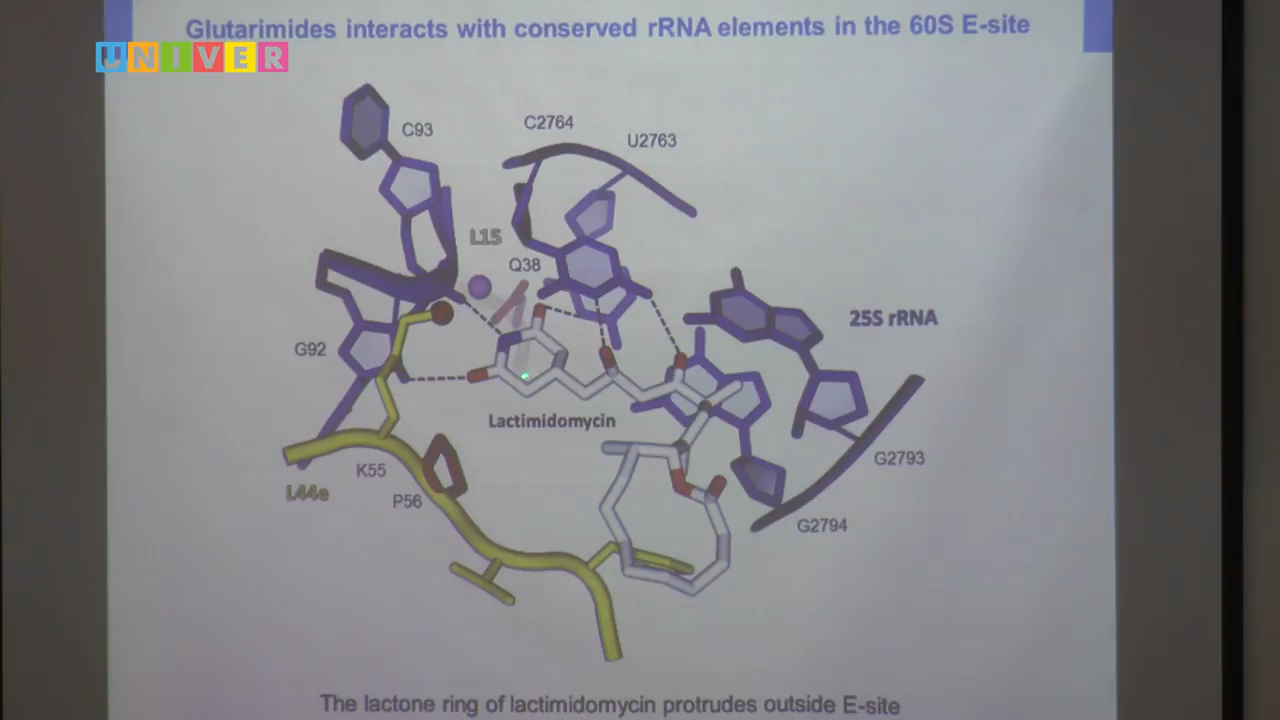 Glutarimides interacts with conserved rRNA elements in the 60S E-site
UNIVER
C93
C2764
U2763
L15
Q38
25S rRNA
G92
Lactimidomycin
K55
G2793
L44e
P56
G2794
The lactone ring of lactimidomycin protrudes outside E-site